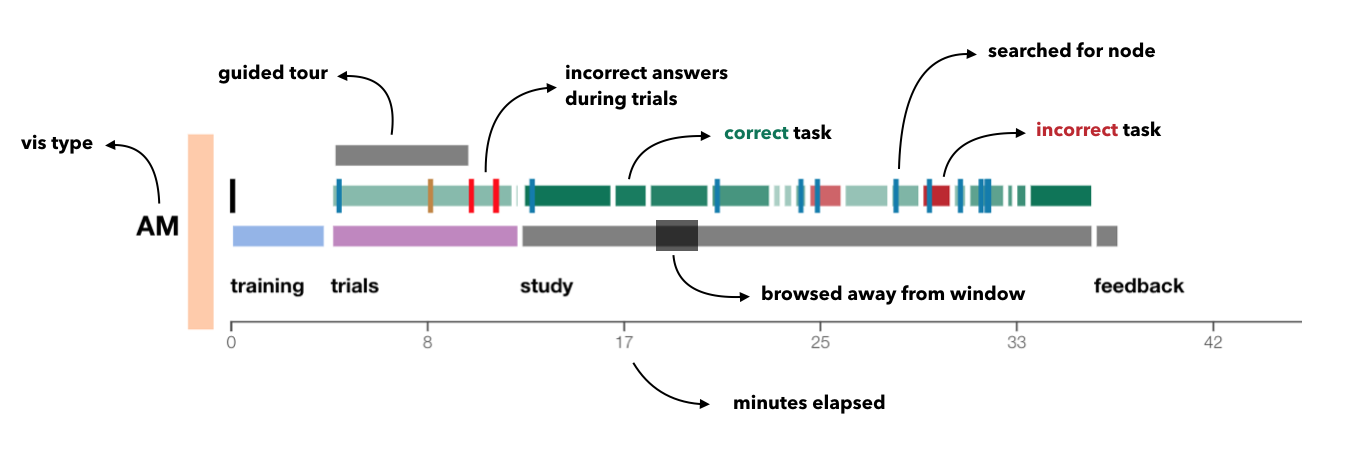 searched for node
guided tour
incorrect answers
during trials
correct task
incorrect task
vis type
AM
training
trials
study
browsed away from window
feedback
0
8
17
25
33
42
minutes elapsed